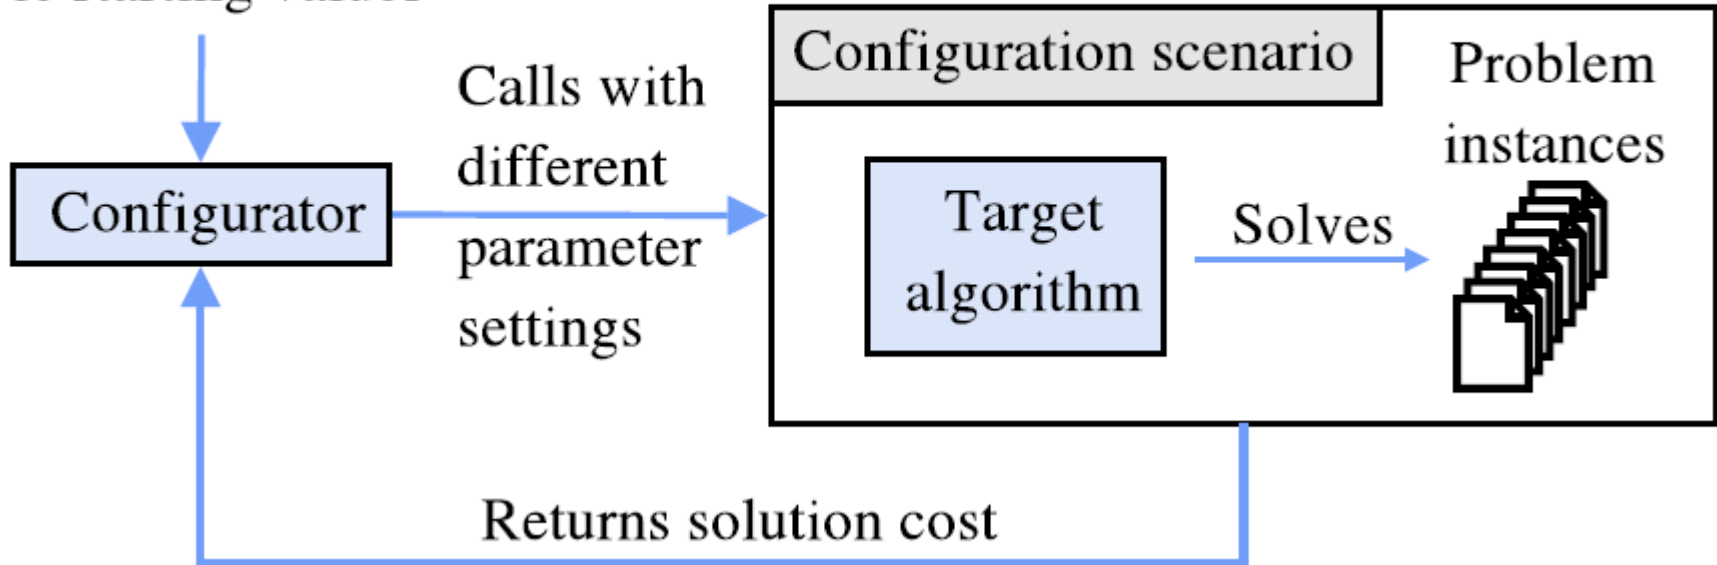 Calls with
different
parameter
settings
Configurator
Configuration scenario
Problem
instances
Target
algorithm
Solves
Returns solution cost